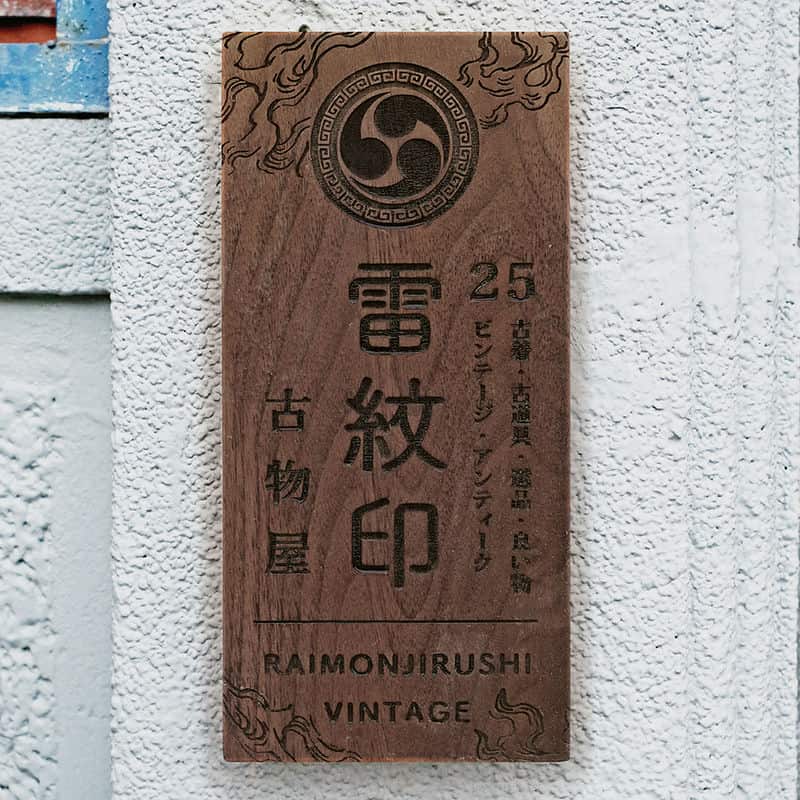 25
古着・古道具・逸品・良い物
ビンテージ・アンティーク
雷紋印
古物屋
RAIMONJIRUSHI
VINTAGE